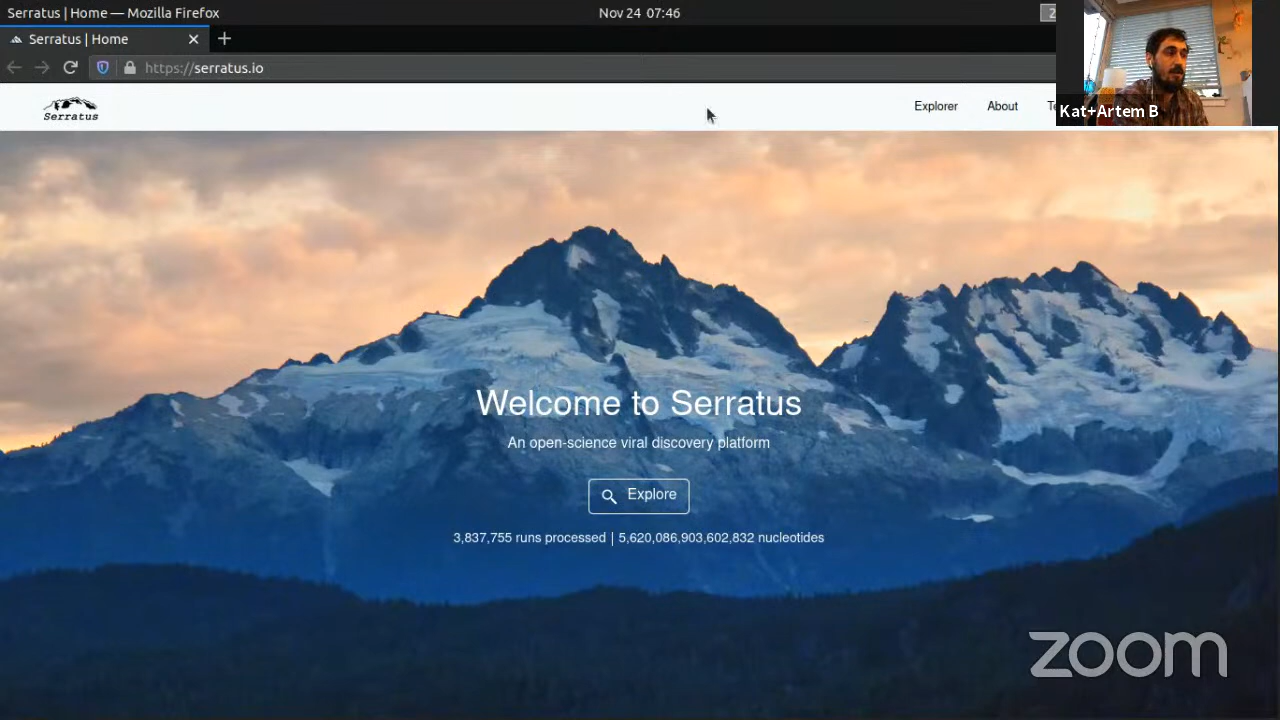 Serratus | Home — Mozilla Firefox
Nov 24 07:46
2
Serratus | Home
https://serratus.io
Serratus
Explorer
About
Kat+Artem B
Welcome to Serratus
An open-science viral discovery platform
Explore
3,837,755 runs processed | 5,620,086,903,602,832 nucleotides
zoom